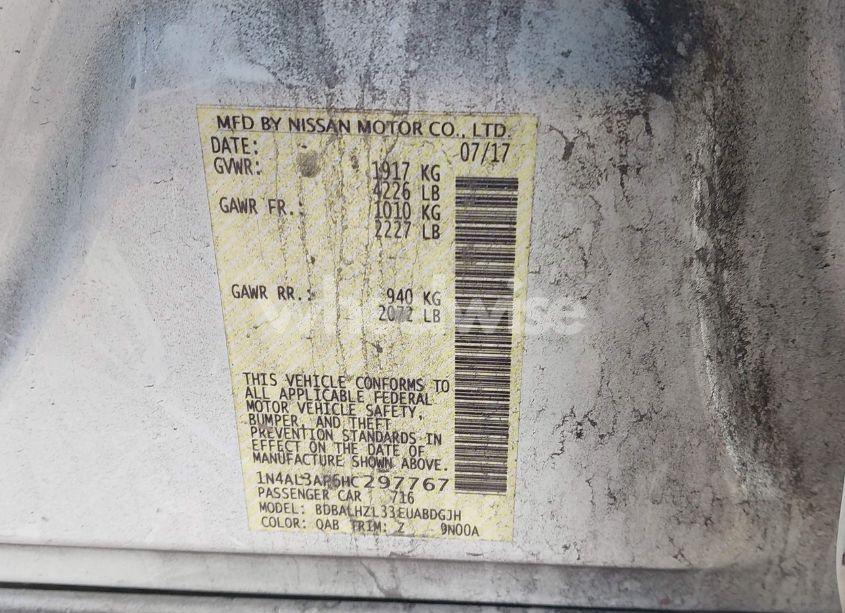 MFD BY NISSAN MOTOR CO., LTD.
DATE: 07/17
GVWR: 1917 KG
4226 LB
GAWR FR.: 1010 KG
2227 LB
GAWR RR.: 940 KG
2072 LB
wheelwise
THIS VEHICLE CONFORMS TO
ALL APPLICABLE FEDERAL
MOTOR VEHICLE SAFETY,
BUMPER, AND THEFT
PREVENTION STANDARDS IN
EFFECT ON THE DATE OF
MANUFACTURE SHOWN ABOVE.
1N4AL3AP6HC297767
PASSENGER CAR 716
MODEL: BDBALHZL33EUABDGJH
COLOR: QAB TRIM: Z 9N00A